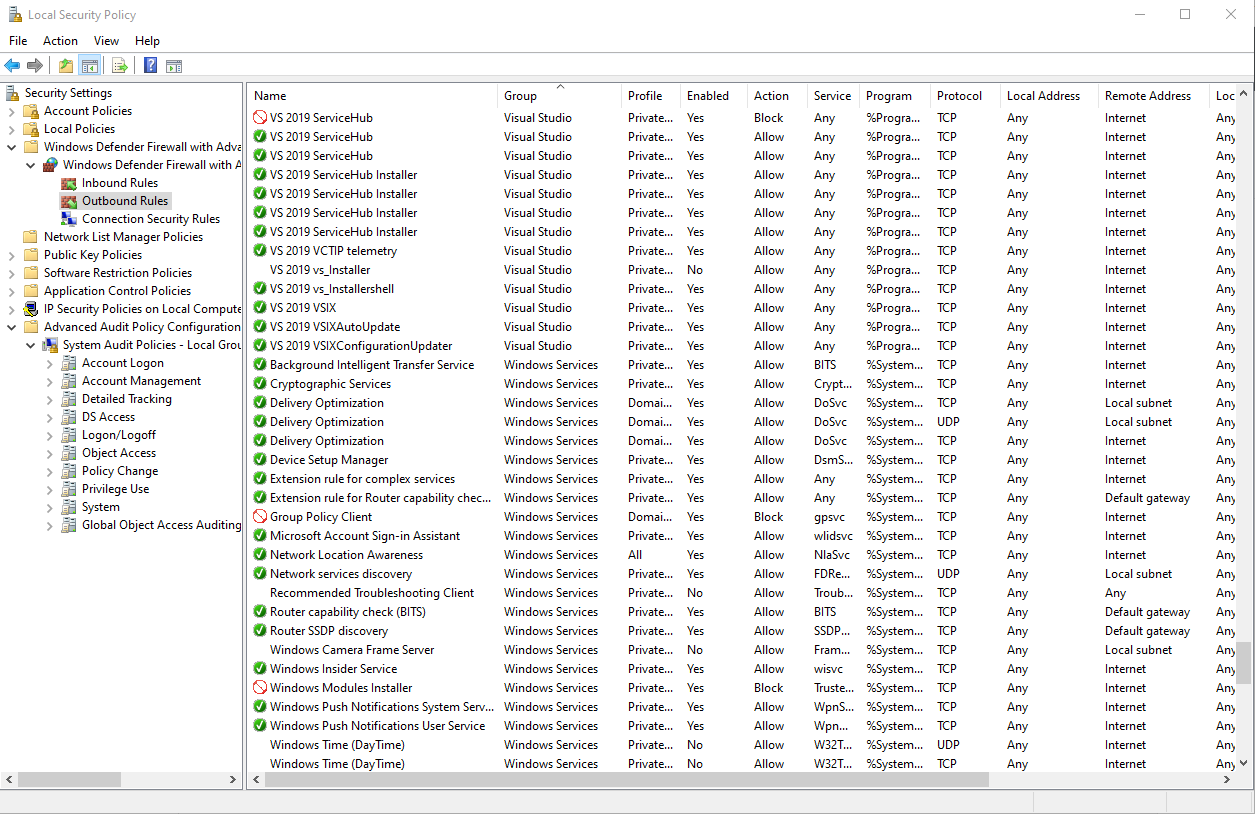 Local Security Policy
File Action View Help
Security Settings
Account Policies
Local Policies
Windows Defender Firewall with Adva
Windows Defender Firewall with A
Inbound Rules
Outbound Rules
Connection Security Rules
Network List Manager Policies
Public Key Policies
Software Restriction Policies
Application Control Policies
IP Security Policies on Local Compute
Advanced Audit Policy Configuration
System Audit Policies - Local Grou
Account Logon
Account Management
Detailed Tracking
DS Access
Logon/Logoff
Object Access
Policy Change
Privilege Use
System
Global Object Access Auditing
Name Group Profile Enabled Action Service Program Protocol Local Address Remote Address Loc
VS 2019 ServiceHub Visual Studio Private... Yes Block Any %Progra... TCP Any Internet Any
VS 2019 ServiceHub Visual Studio Private... Yes Allow Any %Progra... TCP Any Internet Any
VS 2019 ServiceHub Visual Studio Private... Yes Allow Any %Progra... TCP Any Internet Any
VS 2019 ServiceHub Installer Visual Studio Private... Yes Allow Any %Progra... TCP Any Internet Any
VS 2019 ServiceHub Installer Visual Studio Private... Yes Allow Any %Progra... TCP Any Internet Any
VS 2019 ServiceHub Installer Visual Studio Private... Yes Allow Any %Progra... TCP Any Internet Any
VS 2019 ServiceHub Installer Visual Studio Private... Yes Allow Any %Progra... TCP Any Internet Any
VS 2019 VCTIP telemetry Visual Studio Private... Yes Allow Any %Progra... TCP Any Internet Any
VS 2019 vs_Installer Visual Studio Private... No Allow Any %Progra... TCP Any Internet Any
VS 2019 vs_Installershell Visual Studio Private... Yes Allow Any %Progra... TCP Any Internet Any
VS 2019 VSIX Visual Studio Private... Yes Allow Any %Progra... TCP Any Internet Any
VS 2019 VSIXAutoUpdate Visual Studio Private... Yes Allow Any %Progra... TCP Any Internet Any
VS 2019 VSIXConfigurationUpdater Visual Studio Private... Yes Allow Any %Progra... TCP Any Internet Any
Background Intelligent Transfer Service Windows Services Private... Yes Allow BITS %System... TCP Any Internet Any
Cryptographic Services Windows Services Private... Yes Allow Crypt... %System... TCP Any Internet Any
Delivery Optimization Windows Services Domai... Yes Allow DoSvc %System... TCP Any Local subnet Any
Delivery Optimization Windows Services Domai... Yes Allow DoSvc %System... UDP Any Local subnet Any
Delivery Optimization Windows Services Domai... Yes Allow DoSvc %System... TCP Any Internet Any
Device Setup Manager Windows Services Private... Yes Allow DsmS... %System... TCP Any Internet Any
Extension rule for complex services Windows Services Private... Yes Allow Any %System... TCP Any Internet Any
Extension rule for Router capability chec... Windows Services Private... Yes Allow Any %System... TCP Any Default gateway Any
Group Policy Client Windows Services Domai... Yes Block gpsvc %System... TCP Any Internet Any
Microsoft Account Sign-in Assistant Windows Services Private... Yes Allow wlidsvc %System... TCP Any Internet Any
Network Location Awareness Windows Services All Yes Allow NlaSvc %System... TCP Any Internet Any
Network services discovery Windows Services Private... Yes Allow FDRe... %System... UDP Any Local subnet Any
Recommended Troubleshooting Client Windows Services Private... No Allow Troub... %System... TCP Any Any Any
Router capability check (BITS) Windows Services Private... Yes Allow BITS %System... TCP Any Default gateway Any
Router SSDP discovery Windows Services Private... Yes Allow SSDP... %System... TCP Any Default gateway Any
Windows Camera Frame Server Windows Services Private... No Allow Fram... %System... TCP Any Local subnet Any
Windows Insider Service Windows Services Private... Yes Allow wisvc %System... TCP Any Internet Any
Windows Modules Installer Windows Services Private... Yes Block Truste... %System... TCP Any Internet Any
Windows Push Notifications System Serv... Windows Services Private... Yes Allow WpnS... %System... TCP Any Internet Any
Windows Push Notifications User Service Windows Services Private... Yes Allow Wpn... %System... TCP Any Internet Any
Windows Time (DayTime) Windows Services Private... No Allow W32T... %System... UDP Any Internet Any
Windows Time (DayTime) Windows Services Private... No Allow W32T... %System... TCP Any Internet Any